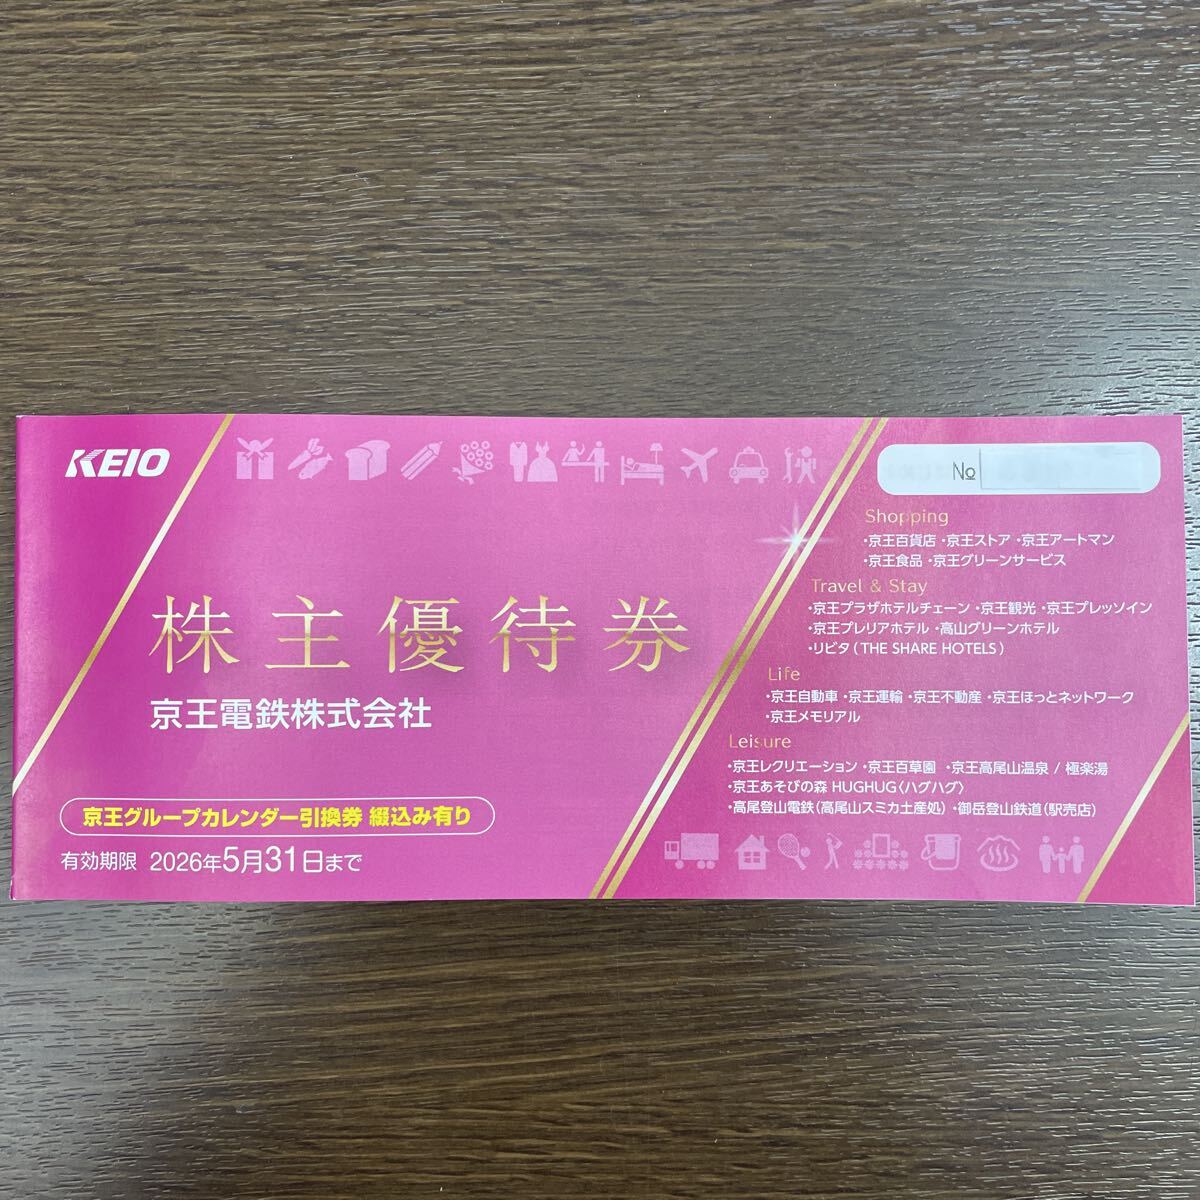 KEIO
No
株主優待券
京王電鉄株式会社
京王グループカレンダー引換券 綴込み有り
有効期限 2026年5月31日まで
Shopping
・京王百貨店 ・京王ストア ・京王アートマン
・京王食品 ・京王グリーンサービス
Travel & Stay
・京王プラザホテルチェーン ・京王観光 ・京王プレッソイン
・京王プレリアホテル ・高山グリーンホテル
・リビタ(THE SHARE HOTELS)
Life
・京王自動車 ・京王運輸 ・京王不動産 ・京王ほっとネットワーク
・京王メモリアル
Leisure
・京王レクリエーション ・京王百草園 ・京王高尾山温泉 / 極楽湯
・京王あそびの森 HUGHUG〈ハグハグ〉
・高尾登山電鉄(高尾山スミカ土産処) ・御岳登山鉄道(駅売店)